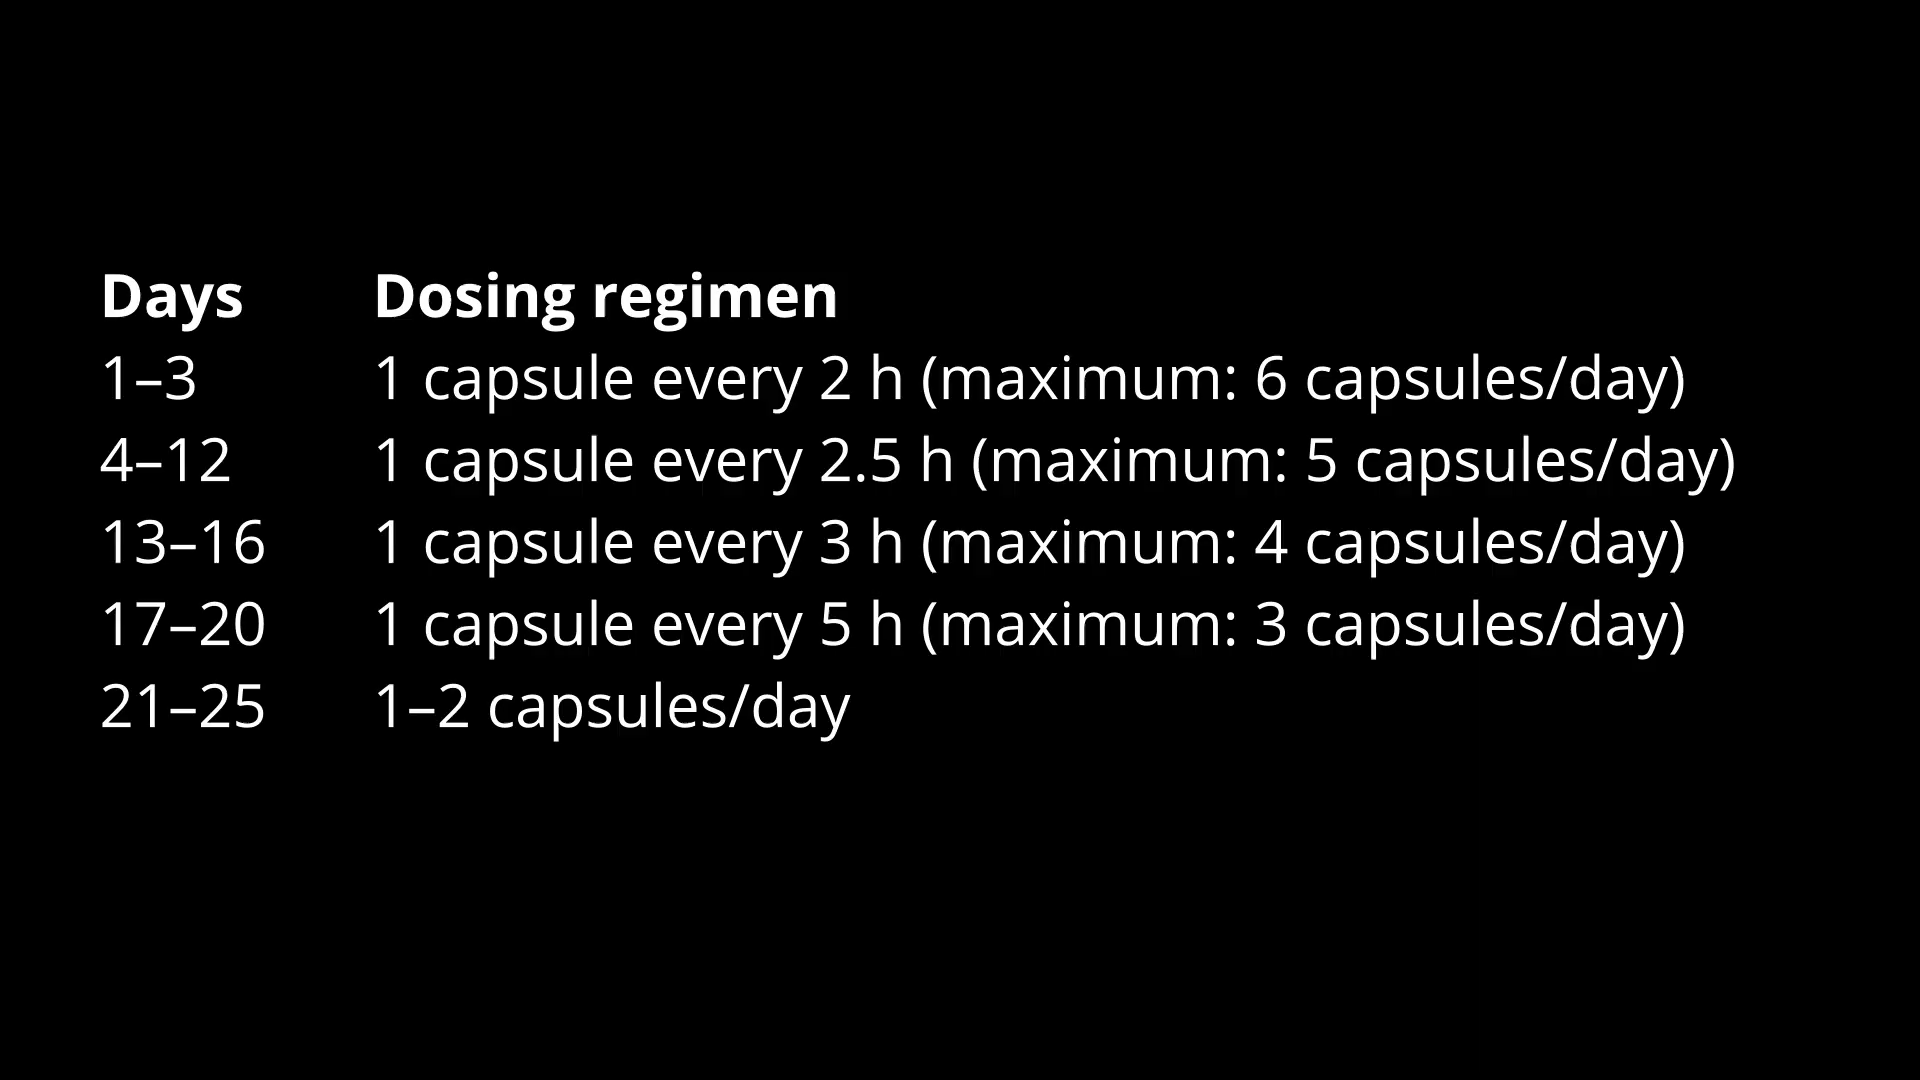 Days Dosing regimen
1–3 1 capsule every 2 h (maximum: 6 capsules/day)
4–12 1 capsule every 2.5 h (maximum: 5 capsules/day)
13–16 1 capsule every 3 h (maximum: 4 capsules/day)
17–20 1 capsule every 5 h (maximum: 3 capsules/day)
21–25 1–2 capsules/day